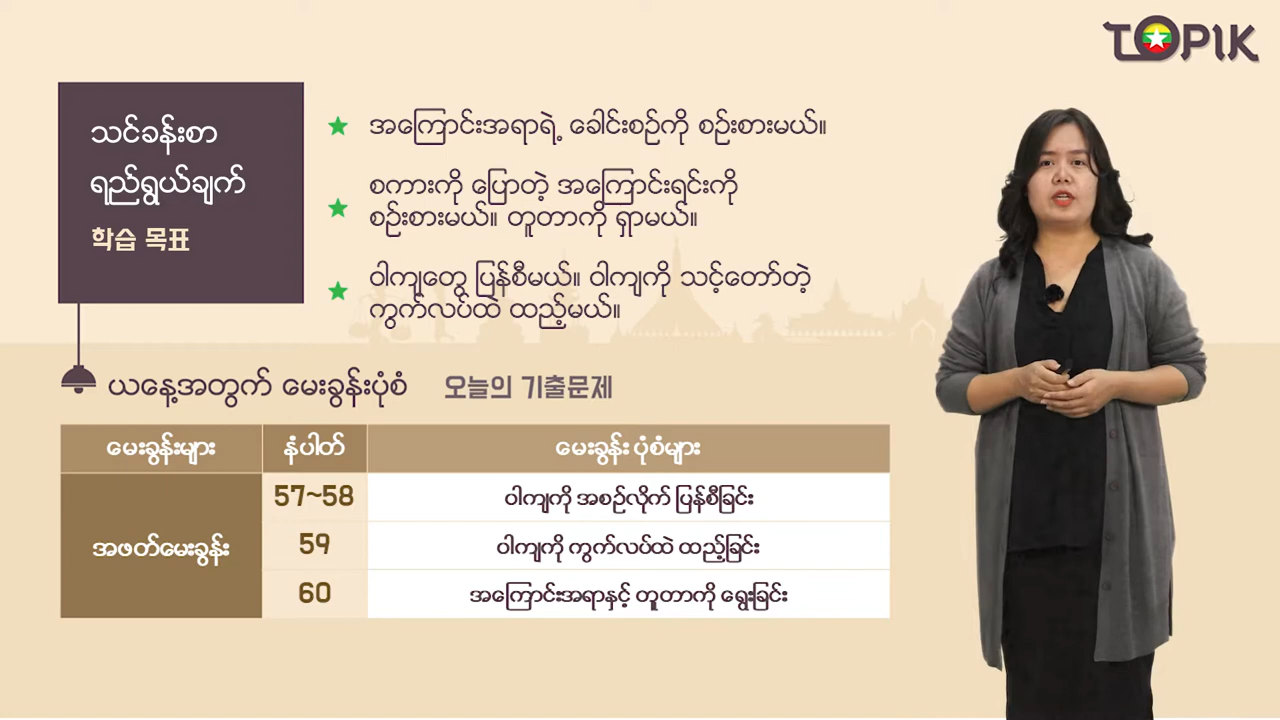 TOPIK
သင်ခန်းစာ
ရည်ရွယ်ချက်
학습 목표
အကြောင်းအရာရဲ့ ခေါင်းစဉ်ကို စဉ်းစားမယ်။
စကားကို ပြောတဲ့ အကြောင်းရင်းကို
စဉ်းစားမယ်။ တူတာကို ရှာမယ်။
ဝါကျတွေ ပြန်စီမယ်။ ဝါကျကို သင့်တော်တဲ့
ကွက်လပ်ထဲ ထည့်မယ်။
ယနေ့အတွက် မေးခွန်းပုံစံ 오늘의 기출문제
မေးခွန်းများ နံပါတ် မေးခွန်း ပုံစံများ
အဖတ်မေးခွန်း
57~58 ဝါကျကို အစဉ်လိုက် ပြန်စီခြင်း
59 ဝါကျကို ကွက်လပ်ထဲ ထည့်ခြင်း
60 အကြောင်းအရာနှင့် တူတာကို ရွေးခြင်း